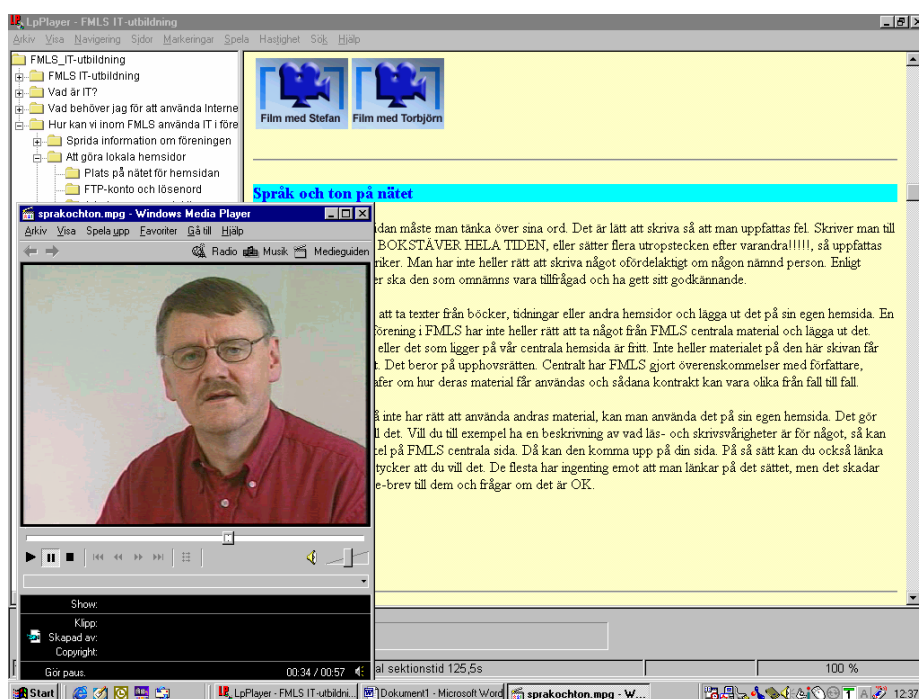 LpPlayer - FMLS IT-utbildning
Arkiv Visa Navigering Sidor Markeringar Spela Hastighet Sök Hjälp
FMLS_IT-utbildning
FMLS IT-utbildning
Vad är IT?
Vad behöver jag för att använda Interne
Hur kan vi inom FMLS använda IT i före
Sprida information om föreningen
Att göra lokala hemsidor
Plats på nätet för hemsidan
FTP-konto och lösenord
Film med Stefan
Film med Torbjörn
Språk och ton på nätet
idan måste man tänka över sina ord. Det är lätt att skriva så att man uppfattas fel. Skriver man till
BOKSTÄVER HELA TIDEN, eller sätter flera utropstecken efter varandra!!!!!, så uppfattas
riker. Man har inte heller rätt att skriva något ofördelaktigt om någon nämnd person. Enligt
er ska den som omnämns vara tillfrågad och ha gett sitt godkännande.
att ta texter från böcker, tidningar eller andra hemsidor och lägga ut det på sin egen hemsida. En
förening i FMLS har inte heller rätt att ta något från FMLS centrala material och lägga ut det.
eller det som ligger på vår centrala hemsida är fritt. Inte heller materialet på den här skivan får
t. Det beror på upphovsrätten. Centralt har FMLS gjort överenskommelser med författare,
afer om hur deras material får användas och sådana kontrakt kan vara olika från fall till fall.
å inte har rätt att använda andras material, kan man använda det på sin egen hemsida. Det gör
ll det. Vill du till exempel ha en beskrivning av vad läs- och skrivsvårigheter är för något, så kan
el på FMLS centrala sida. Då kan den komma upp på din sida. På så sätt kan du också länka
tycker att du vill det. De flesta har ingenting emot att man länkar på det sättet, men det skadar
e-brev till dem och frågar om det är OK.
sprakochton.mpg - Windows Media Player
Arkiv Visa Spela upp Favoriter Gå till Hjälp
Radio Musik Medieguiden
Show:
Klipp:
Skapad av:
Copyright:
Gör paus. 00:34 / 00:57
al sektionstid 125,5s
100 %
Start
LpPlayer - FMLS IT-utbildni...
Dokument1 - Microsoft Word
sprakochton.mpg - W...
12:37